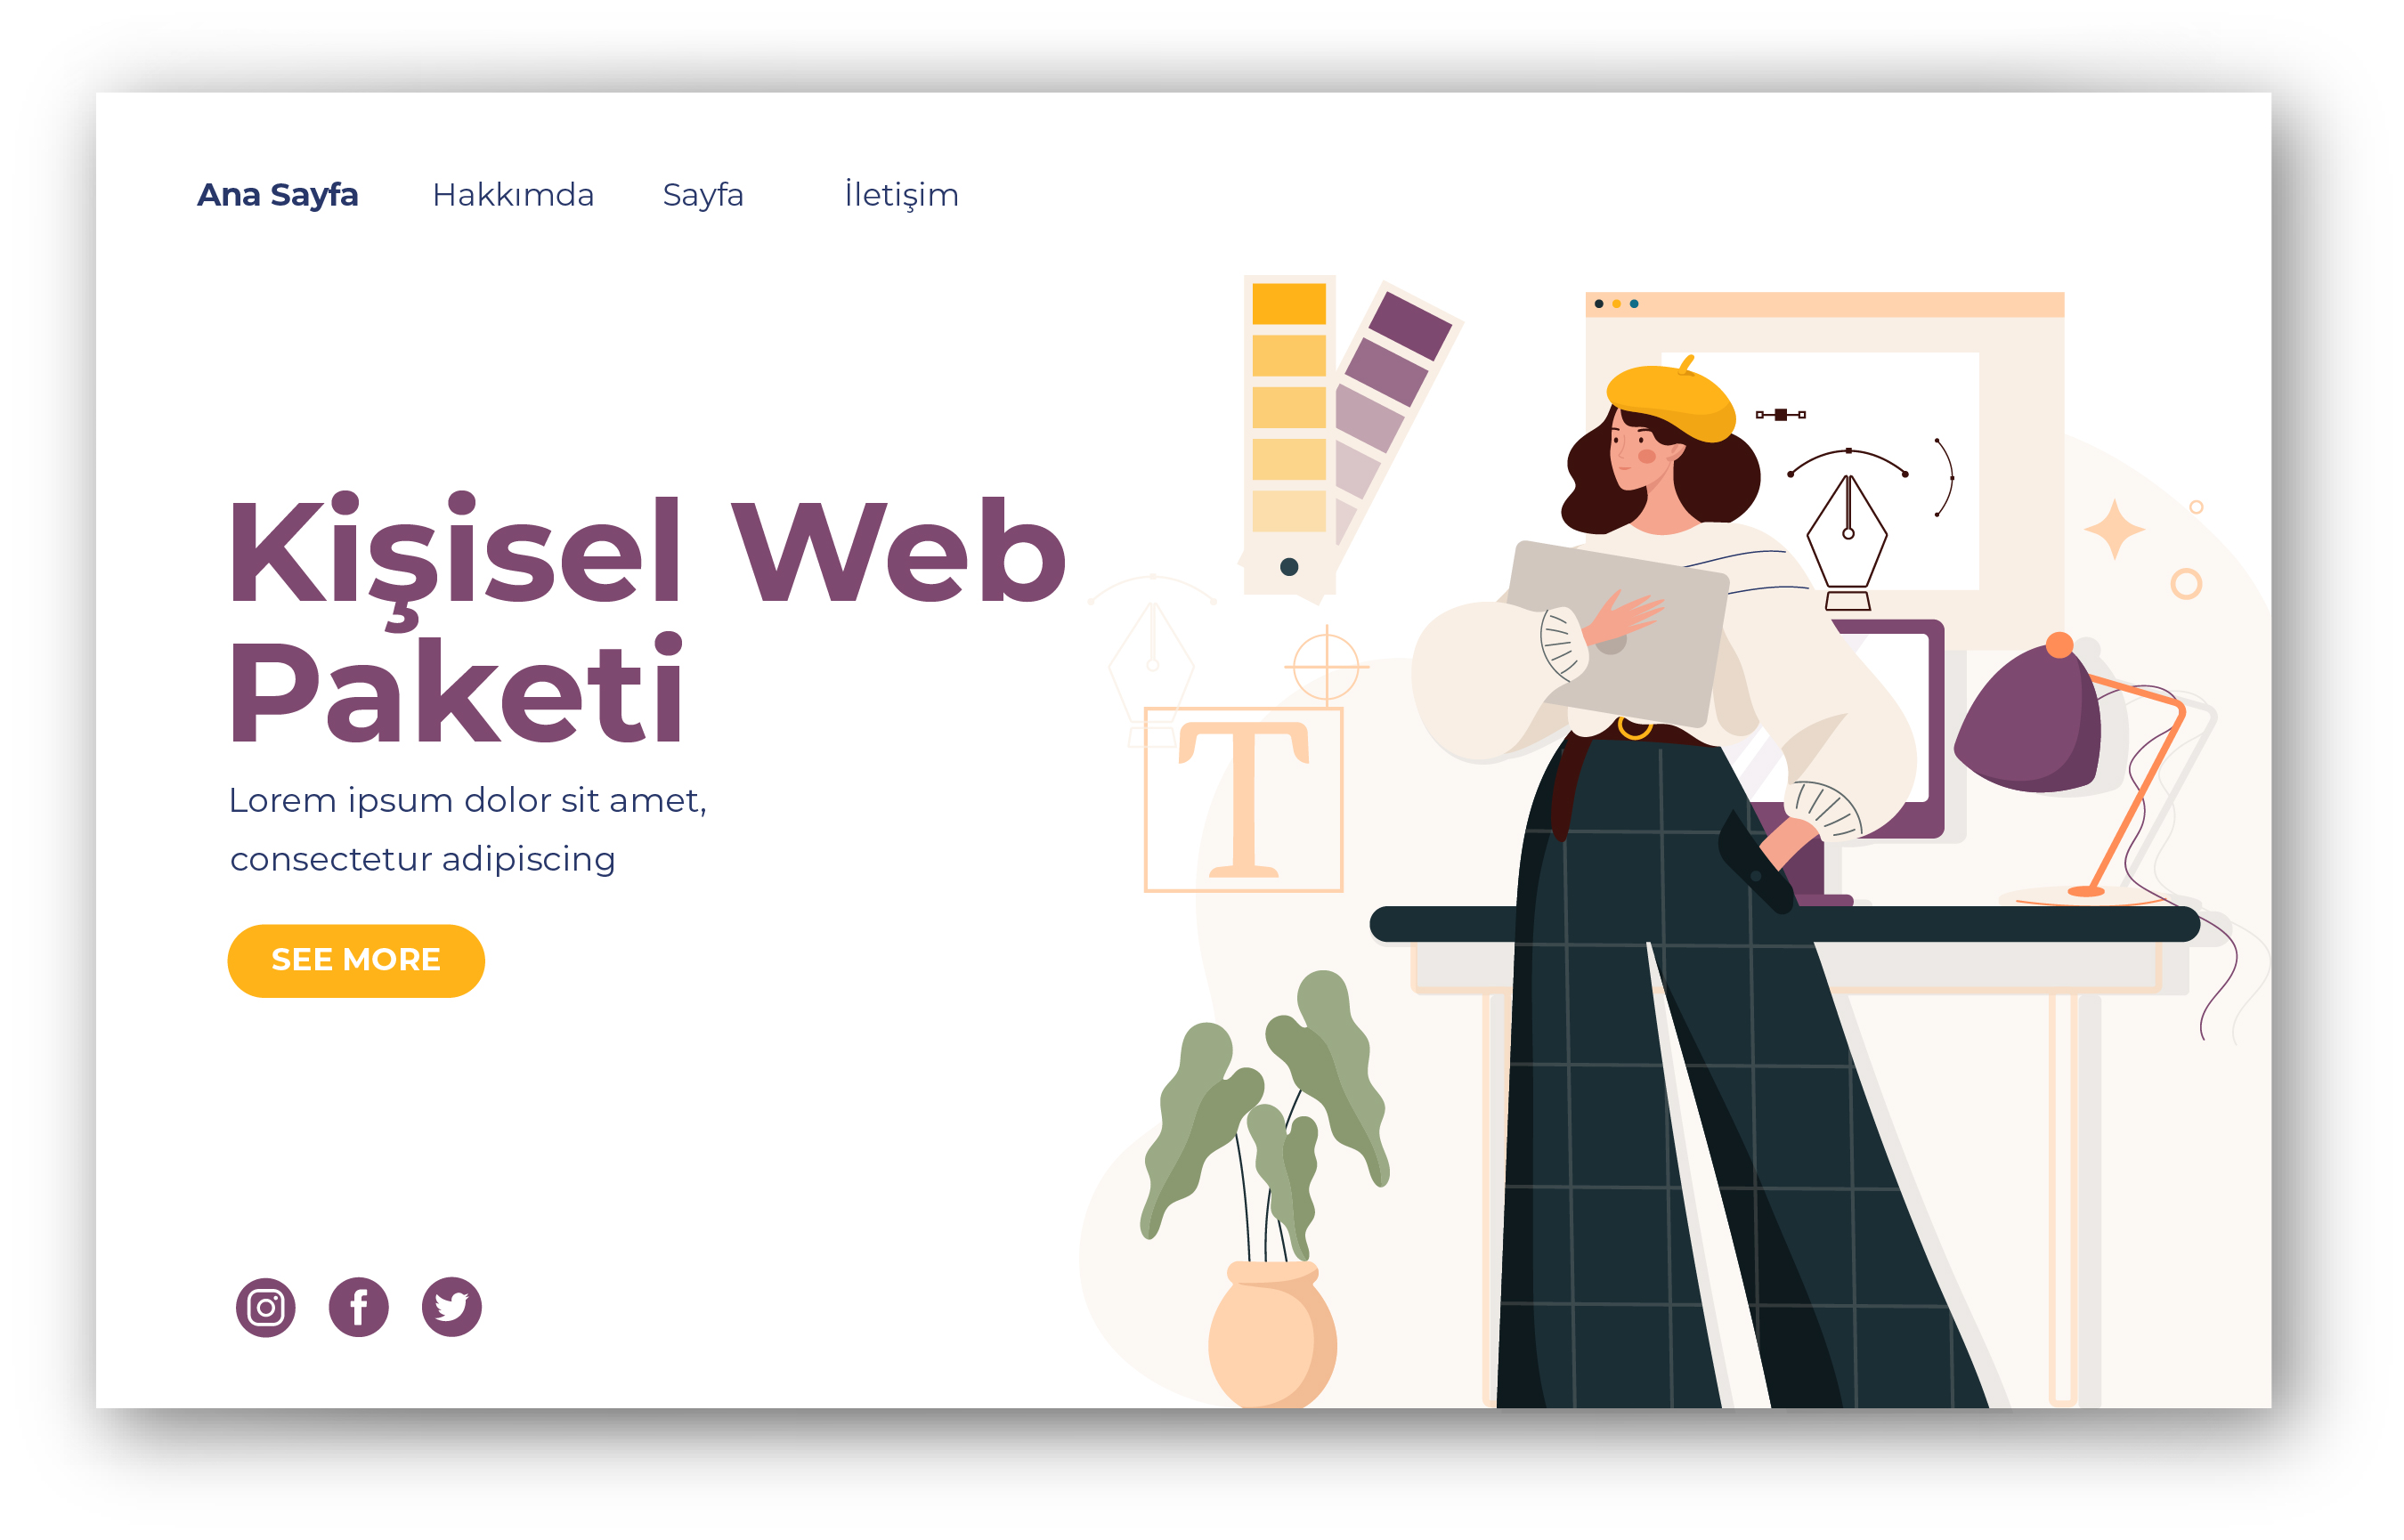 Ana Sayfa Hakkımda Sayfa İletişim
Kişisel Web
Paketi
Lorem ipsum dolor sit amet,
consectetur adipiscing
SEE MORE
T